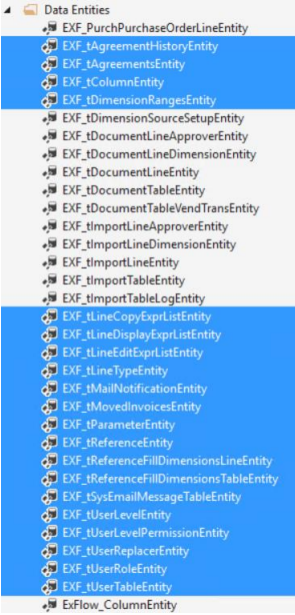 Data Entities
EXF_PurchPurchaseOrderLineEntity
EXF_tAgreementHistoryEntity
EXF_tAgreementsEntity
EXF_tColumnEntity
EXF_tDimensionRangesEntity
EXF_tDimensionSourceSetupEntity
EXF_tDocumentLineApproverEntity
EXF_tDocumentLineDimensionEntity
EXF_tDocumentLineEntity
EXF_tDocumentTableEntity
EXF_tDocumentTableVendTransEntity
EXF_tImportLineApproverEntity
EXF_tImportLineDimensionEntity
EXF_tImportLineEntity
EXF_tImportTableEntity
EXF_tImportTableLogEntity
EXF_tLineCopyExprListEntity
EXF_tLineDisplayExprListEntity
EXF_tLineEditExprListEntity
EXF_tLineTypeEntity
EXF_tMailNotificationEntity
EXF_tMovedInvoicesEntity
EXF_tParameterEntity
EXF_tReferenceEntity
EXF_tReferenceFillDimensionsLineEntity
EXF_tReferenceFillDimensionsTableEntity
EXF_tSysEmailMessageTableEntity
EXF_tUserLevelEntity
EXF_tUserLevelPermissionEntity
EXF_tUserReplacerEntity
EXF_tUserRoleEntity
EXF_tUserTableEntity
ExFlow_ColumnEntity